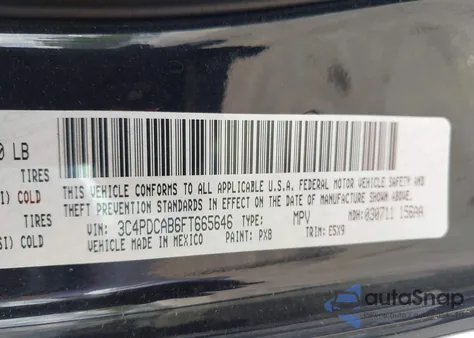 0 LB
TIRES
SI) COLD
TIRES
SI) COLD
THIS VEHICLE CONFORMS TO ALL APPLICABLE U.S.A. FEDERAL MOTOR VEHICLE SAFETY AND
THEFT PREVENTION STANDARDS IN EFFECT ON THE DATE OF MANUFACTURE SHOWN ABOVE.
VIN: 3C4PDCAB6FT665646 TYPE: MPV MDH: 030711 156AA
VEHICLE MADE IN MEXICO PAINT: PX8 TRIM: E5X9
autoSnap